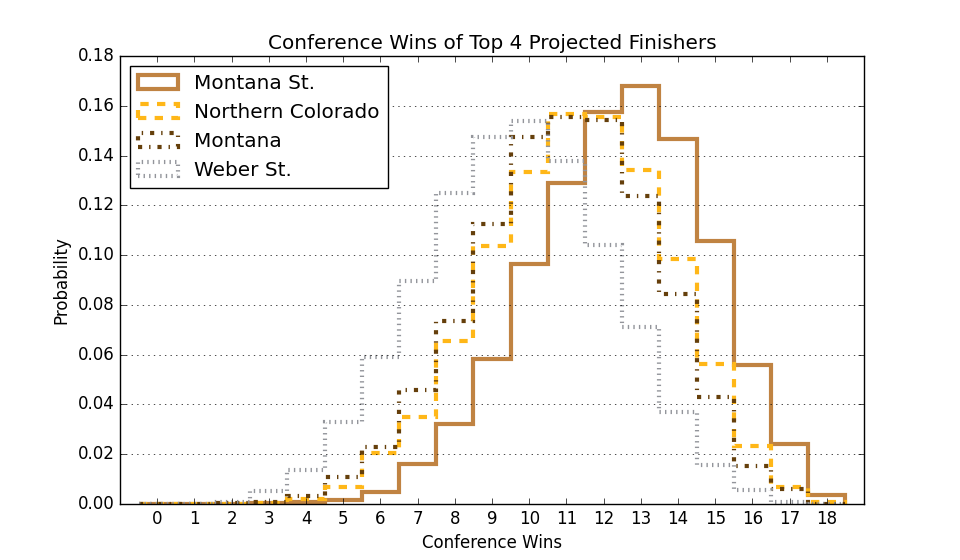 Conference Wins of Top 4 Projected Finishers
Montana St.
Northern Colorado
Montana
Weber St.
0.18
0.16
0.14
0.12
0.10
0.08
0.06
0.04
0.02
0.00
Probability
0 1 2 3 4 5 6 7 8 9 10 11 12 13 14 15 16 17 18
Conference Wins